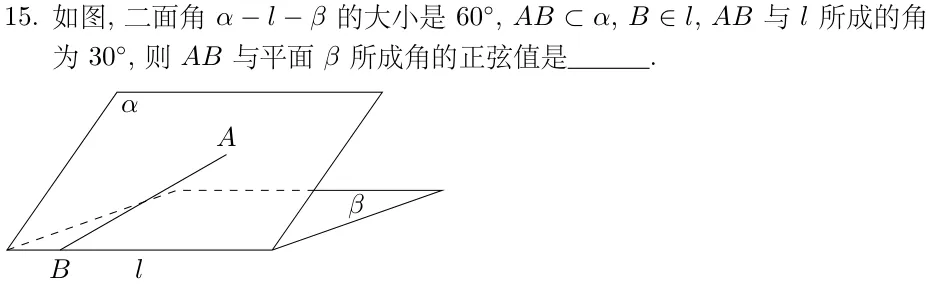 15. 如图, 二面角 α − l − β 的大小是 60°, AB ⊂ α, B ∈ l, AB 与 l 所成的角
为 30°, 则 AB 与平面 β 所成角的正弦值是______.
α
A
β
B l